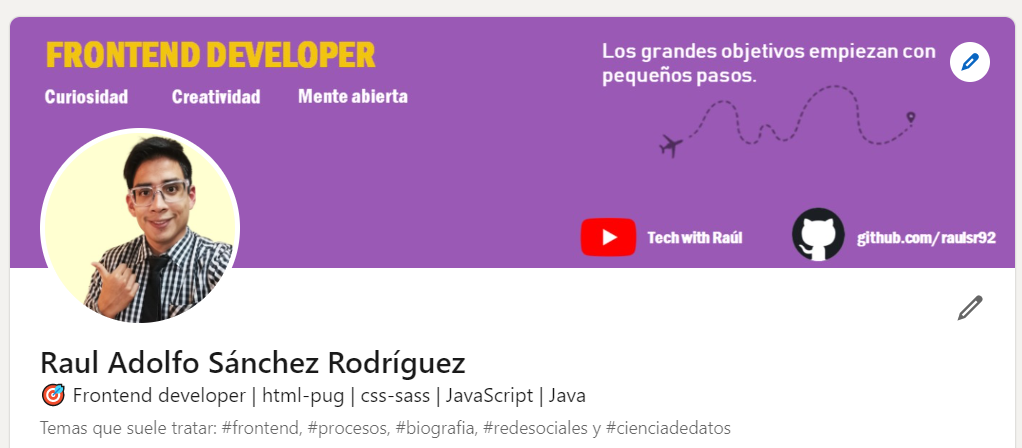 FRONTEND DEVELOPER
Curiosidad Creatividad Mente abierta
Los grandes objetivos empiezan con
pequeños pasos.
Tech with Raúl
github.com/raulsr92
Raul Adolfo Sánchez Rodríguez
🎯 Frontend developer | html-pug | css-sass | JavaScript | Java
Temas que suele tratar: #frontend, #procesos, #biografia, #redesociales y #cienciadedatos